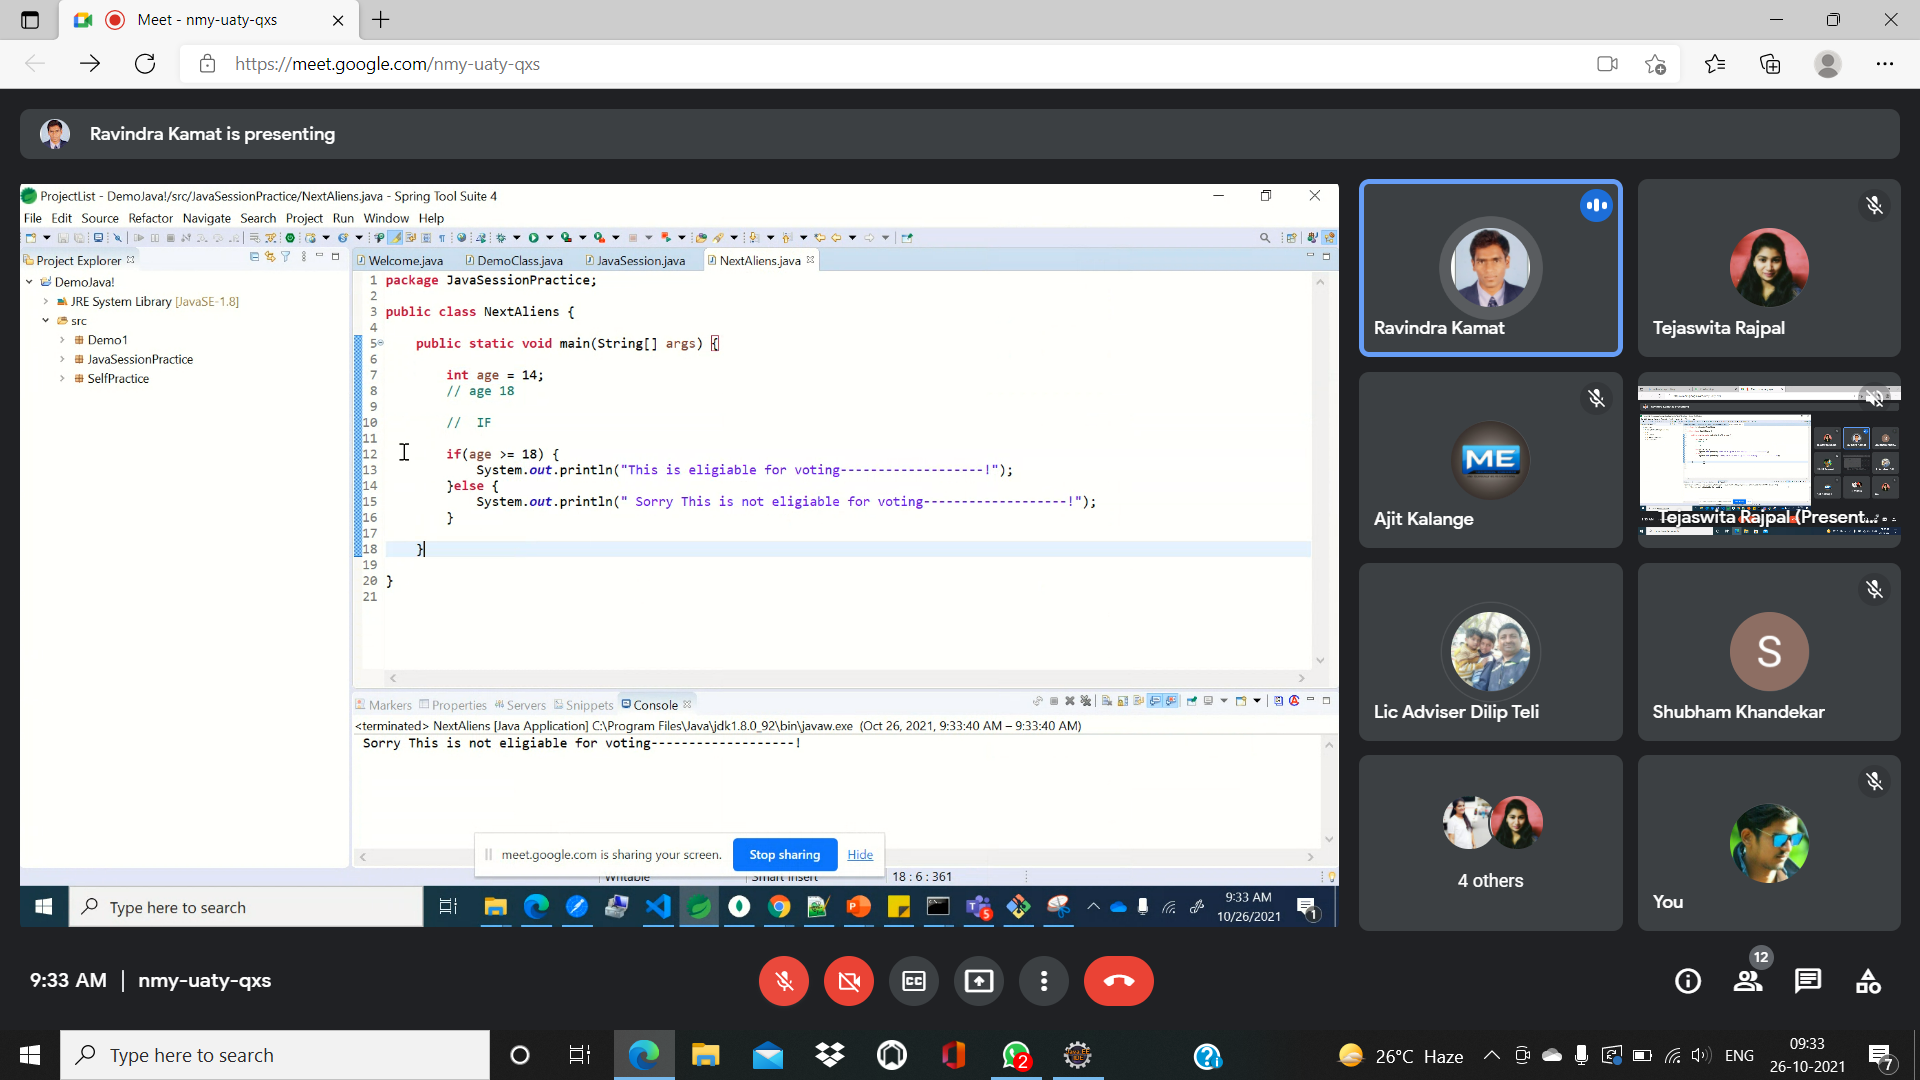 Meet - nmy-uaty-qxs
https://meet.google.com/nmy-uaty-qxs
Ravindra Kamat is presenting
ProjectList - DemoJava!/src/JavaSessionPractice/NextAliens.java - Spring Tool Suite 4
File Edit Source Refactor Navigate Search Project Run Window Help
Project Explorer
Welcome.java DemoClass.java JavaSession.java NextAliens.java
DemoJava!
JRE System Library [JavaSE-1.8]
src
Demo1
JavaSessionPractice
SelfPractice
1 package JavaSessionPractice;
2
3 public class NextAliens {
4
5 public static void main(String[] args) {
6
7 int age = 14;
8 // age 18
9
10 // IF
11
12 if(age >= 18) {
13 System.out.println("This is eligiable for voting-------------------!");
14 }else {
15 System.out.println(" Sorry This is not eligiable for voting-------------------!");
16 }
17
18 }
19
20 }
21
Markers Properties Servers Snippets Console
<terminated> NextAliens [Java Application] C:\Program Files\Java\jdk1.8.0_92\bin\javaw.exe (Oct 26, 2021, 9:33:40 AM – 9:33:40 AM)
Sorry This is not eligiable for voting-------------------!
meet.google.com is sharing your screen. Stop sharing Hide
Writable Smart Insert 18 : 6 : 361
Type here to search
5
9:33 AM
10/26/2021
1
Ravindra Kamat
Tejaswita Rajpal
ME
Ajit Kalange
Tejaswita Rajpal (Present...
Lic Adviser Dilip Teli
S
Shubham Khandekar
4 others
You
9:33 AM | nmy-uaty-qxs
CC
12
Type here to search
2
26°C Haze
ENG
09:33
26-10-2021
7